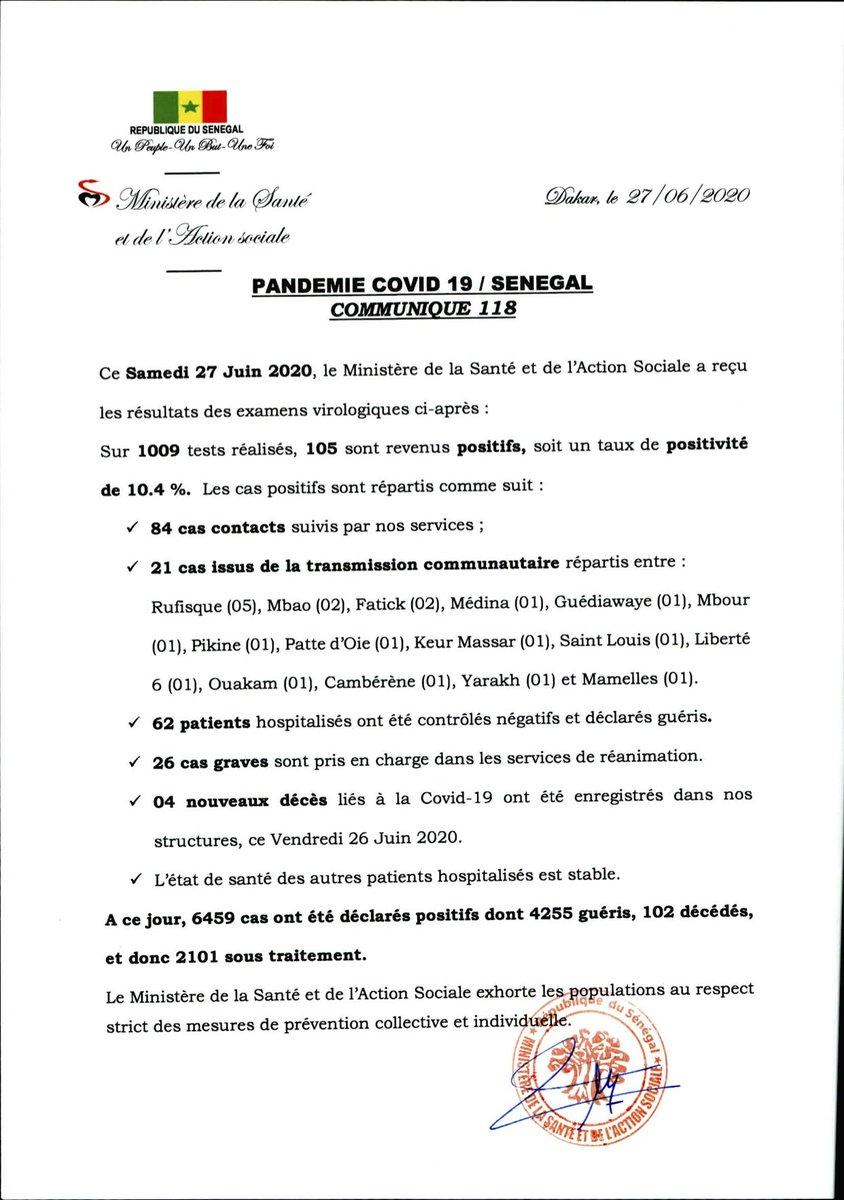 REPUBLIQUE DU SENEGAL
Un Peuple-Un But-Une Foi
Ministère de la Santé
et de l'Action sociale
Dakar, le 27/06/2020
PANDEMIE COVID 19 / SENEGAL
COMMUNIQUE 118
Ce Samedi 27 Juin 2020, le Ministère de la Santé et de l'Action Sociale a reçu
les résultats des examens virologiques ci-après :
Sur 1009 tests réalisés, 105 sont revenus positifs, soit un taux de positivité
de 10.4 %. Les cas positifs sont répartis comme suit :
✓ 84 cas contacts suivis par nos services ;
✓ 21 cas issus de la transmission communautaire répartis entre :
Rufisque (05), Mbao (02), Fatick (02), Médina (01), Guédiawaye (01), Mbour
(01), Pikine (01), Patte d'Oie (01), Keur Massar (01), Saint Louis (01), Liberté
6 (01), Ouakam (01), Cambérène (01), Yarakh (01) et Mamelles (01).
✓ 62 patients hospitalisés ont été contrôlés négatifs et déclarés guéris.
✓ 26 cas graves sont pris en charge dans les services de réanimation.
✓ 04 nouveaux décès liés à la Covid-19 ont été enregistrés dans nos
structures, ce Vendredi 26 Juin 2020.
✓ L'état de santé des autres patients hospitalisés est stable.
A ce jour, 6459 cas ont été déclarés positifs dont 4255 guéris, 102 décédés,
et donc 2101 sous traitement.
Le Ministère de la Santé et de l'Action Sociale exhorte les populations au respect
strict des mesures de prévention collective et individuelle.
République du Sénégal
MINISTÈRE DE LA SANTÉ ET DE L'ACTION SOCIALE